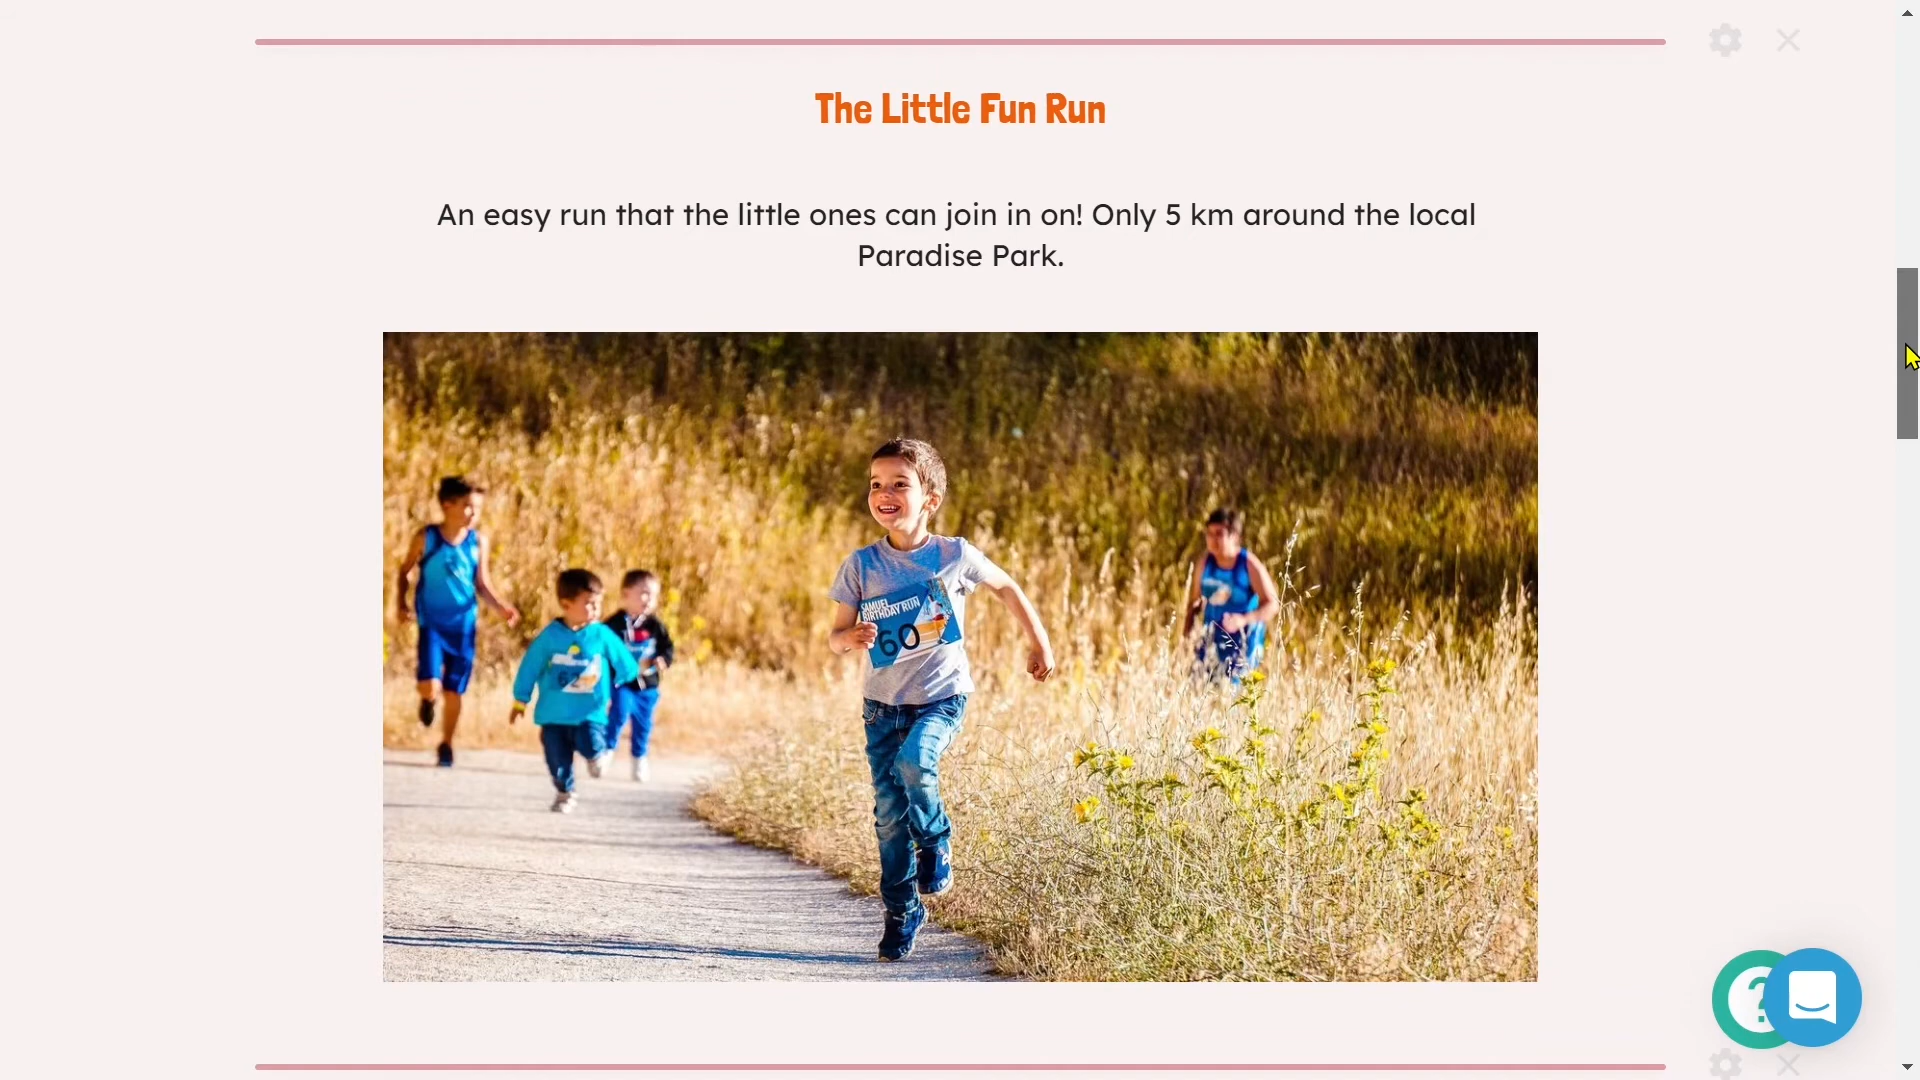 The Little Fun Run
An easy run that the little ones can join in on! Only 5 km around the local
Paradise Park.
SAMUEL
BIRTHDAY RUN
60